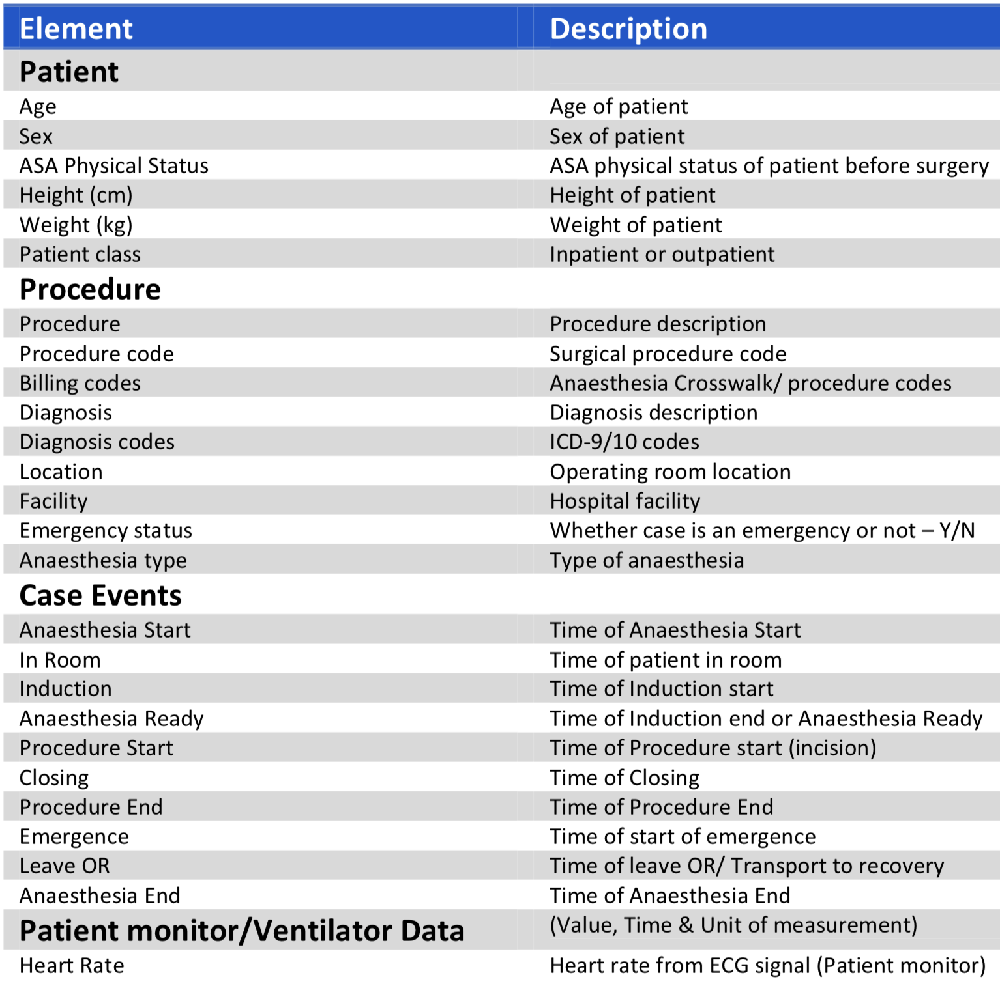 Element Description
Patient
Age Age of patient
Sex Sex of patient
ASA Physical Status ASA physical status of patient before surgery
Height (cm) Height of patient
Weight (kg) Weight of patient
Patient class Inpatient or outpatient
Procedure
Procedure Procedure description
Procedure code Surgical procedure code
Billing codes Anaesthesia Crosswalk/ procedure codes
Diagnosis Diagnosis description
Diagnosis codes ICD-9/10 codes
Location Operating room location
Facility Hospital facility
Emergency status Whether case is an emergency or not – Y/N
Anaesthesia type Type of anaesthesia
Case Events
Anaesthesia Start Time of Anaesthesia Start
In Room Time of patient in room
Induction Time of Induction start
Anaesthesia Ready Time of Induction end or Anaesthesia Ready
Procedure Start Time of Procedure start (incision)
Closing Time of Closing
Procedure End Time of Procedure End
Emergence Time of start of emergence
Leave OR Time of leave OR/ Transport to recovery
Anaesthesia End Time of Anaesthesia End
Patient monitor/Ventilator Data (Value, Time & Unit of measurement)
Heart Rate Heart rate from ECG signal (Patient monitor)